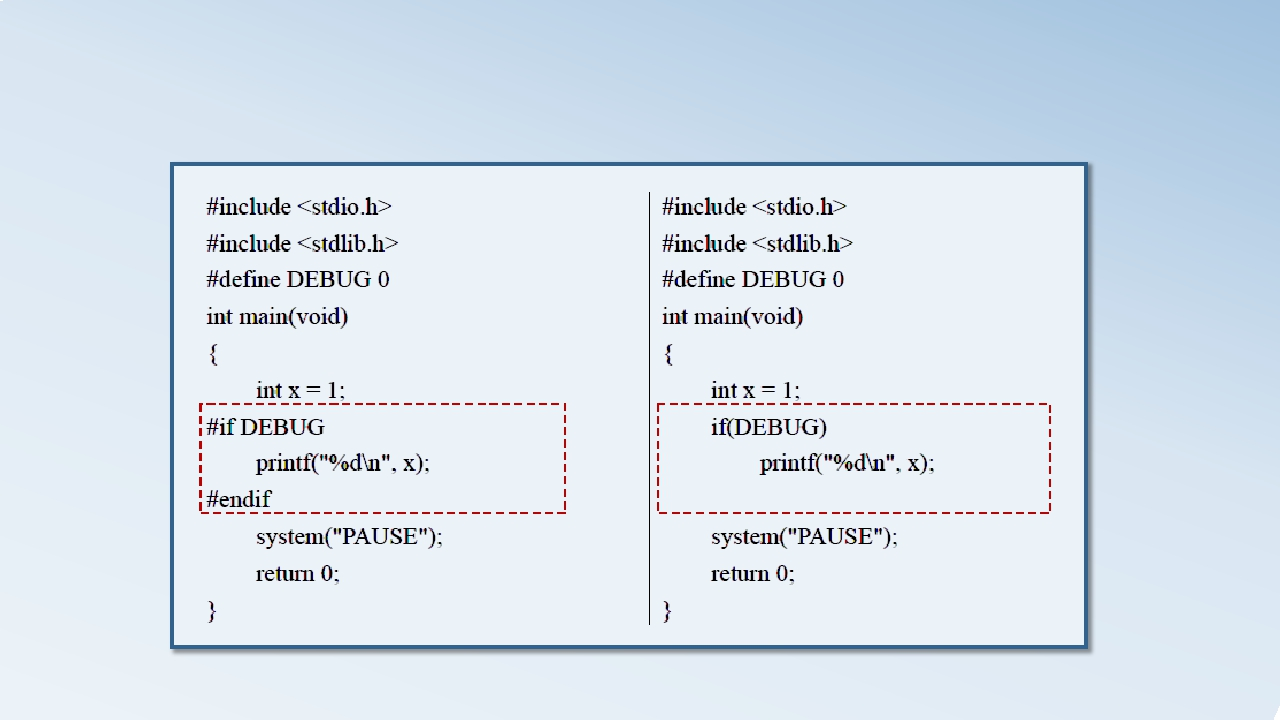 #include <stdio.h>
#include <stdlib.h>
#define DEBUG 0
int main(void)
{
int x = 1;
#if DEBUG
printf("%d\n", x);
#endif
system("PAUSE");
return 0;
}
#include <stdio.h>
#include <stdlib.h>
#define DEBUG 0
int main(void)
{
int x = 1;
if(DEBUG)
printf("%d\n", x);
system("PAUSE");
return 0;
}